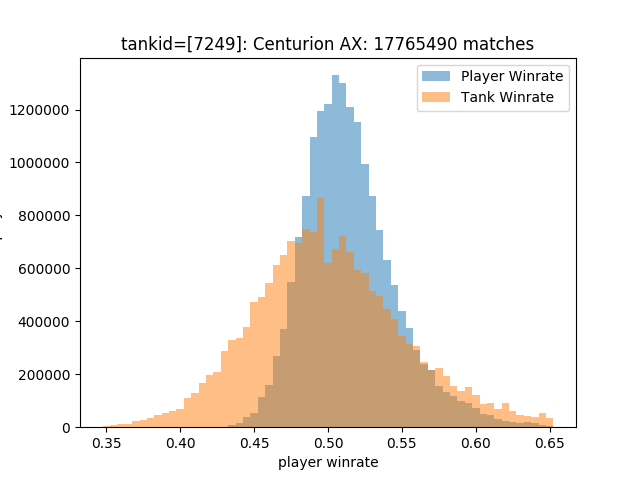 tankid=[7249]: Centurion AX: 17765490 matches
Player Winrate
Tank Winrate
1200000
1000000
800000
600000
400000
200000
0
0.35 0.40 0.45 0.50 0.55 0.60 0.65
player winrate